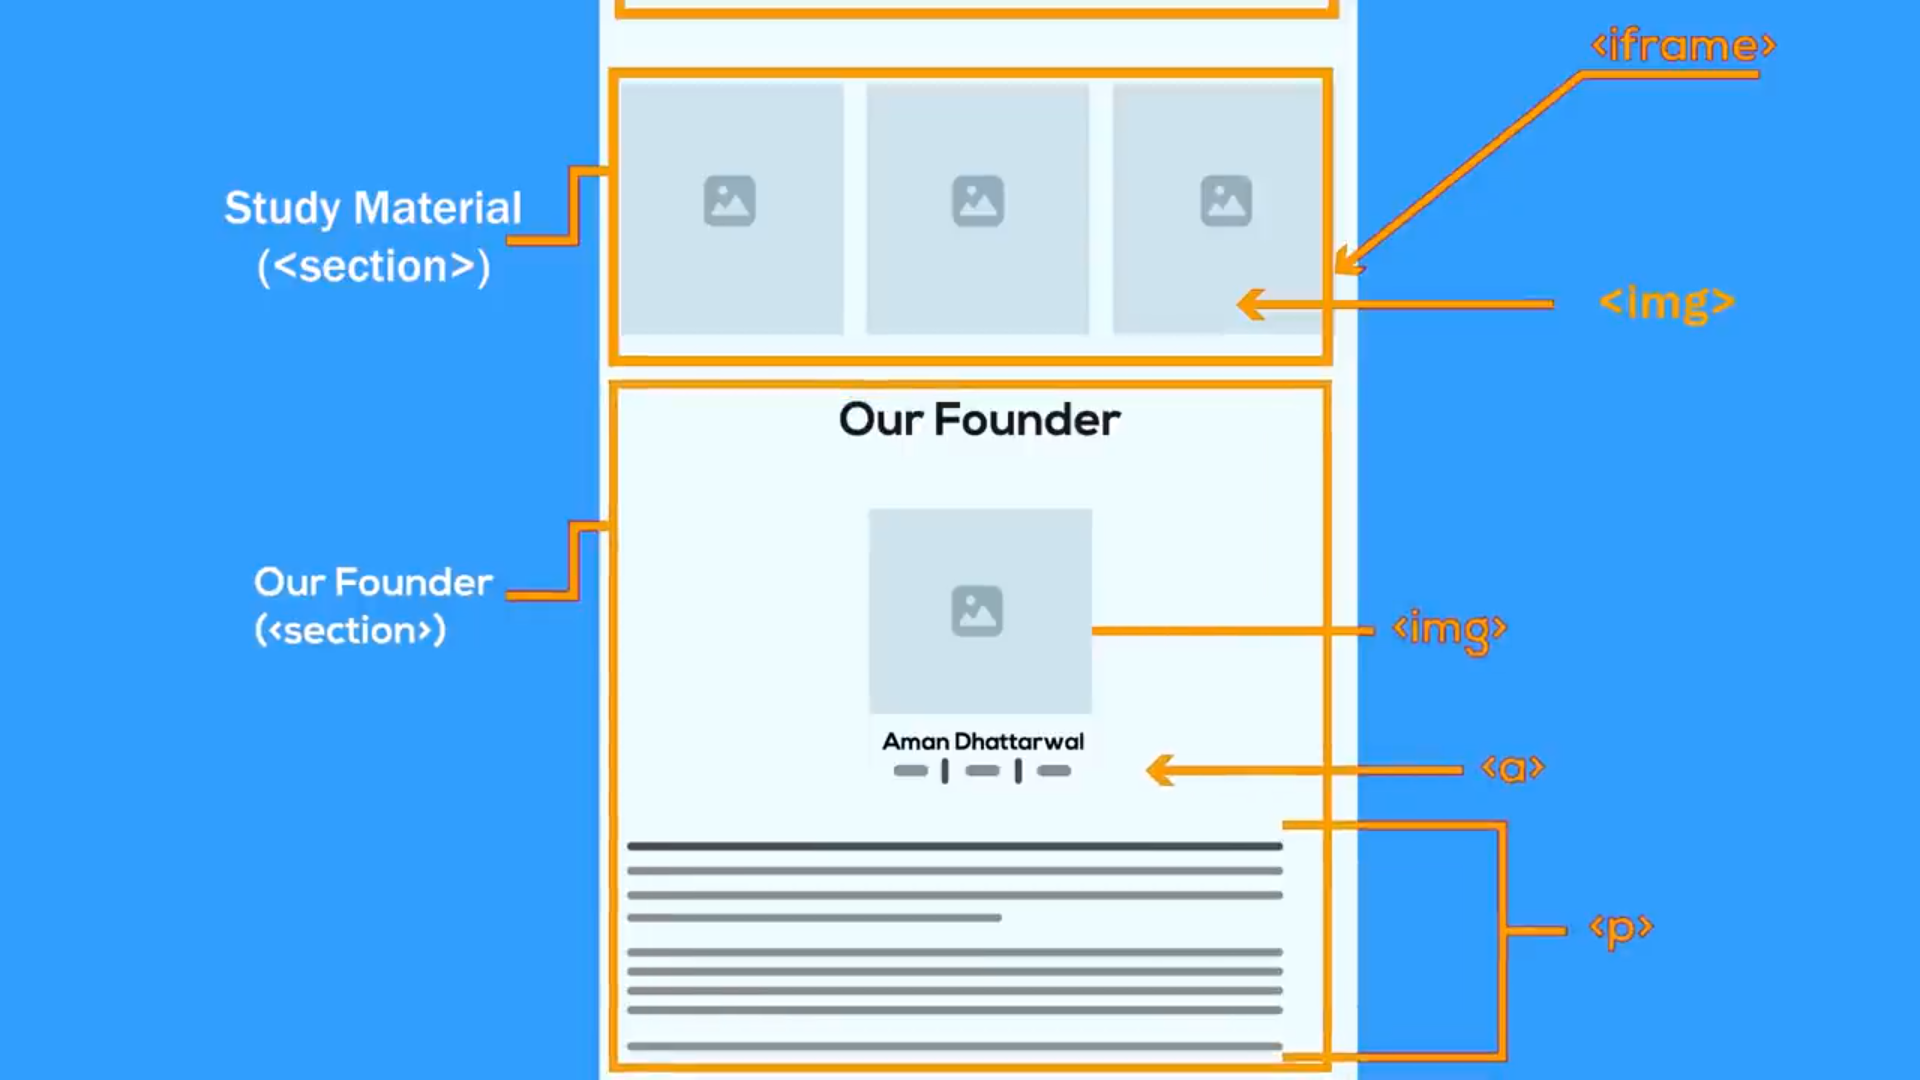 <iframe>
Study Material
(<section>)
<img>
Our Founder
Our Founder
(<section>)
<img>
Aman Dhattarwal
<a>
<p>